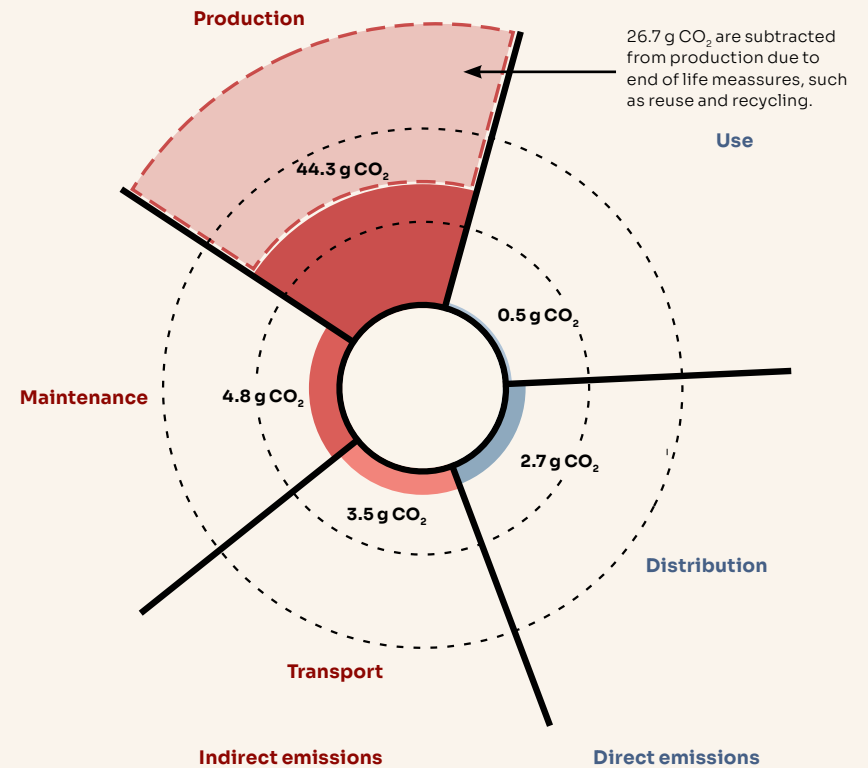 Production
26.7 g CO₂ are subtracted
from production due to
end of life meassures, such
as reuse and recycling.
Use
44.3 g CO₂
0.5 g CO₂
Maintenance
4.8 g CO₂
2.7 g CO₂
3.5 g CO₂
Distribution
Transport
Indirect emissions
Direct emissions